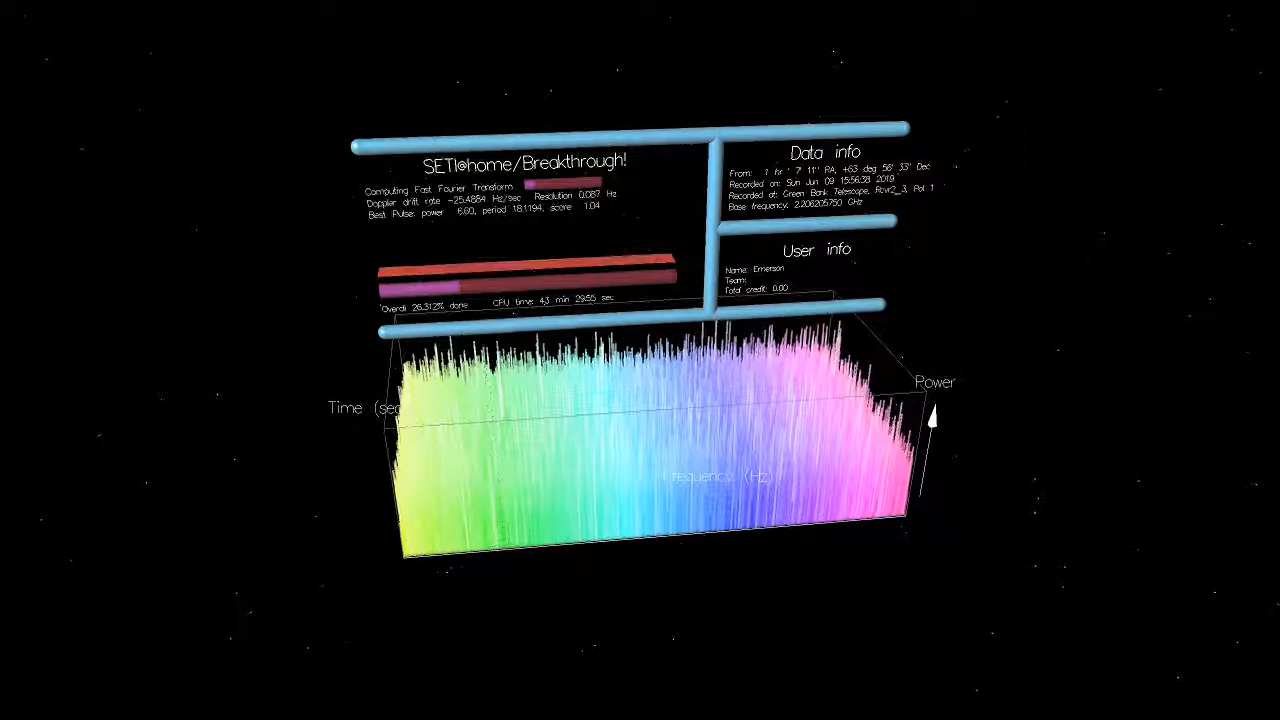 SETI@home/Breakthrough!
Computing Fast Fourier Transform
Doppler drift rate -25.4884 Hz/sec Resolution 0.087 Hz
Best Pulse: power 6.60, period 18.1194, score 1.04
Overall 26.312% done CPU time: 43 min 29.55 sec
Data info
From: 1 hr 7' 11" RA, +63 deg 56' 33" Dec
Recorded on: Sun Jun 09 15:56:38 2019
Recorded at: Green Bank Telescope, Rcvr2_3, Pol 1
Base frequency: 2.206205750 GHz
User info
Name: Emerson
Team:
Total credit: 0.00
Power
Time (sec
Frequency (Hz)